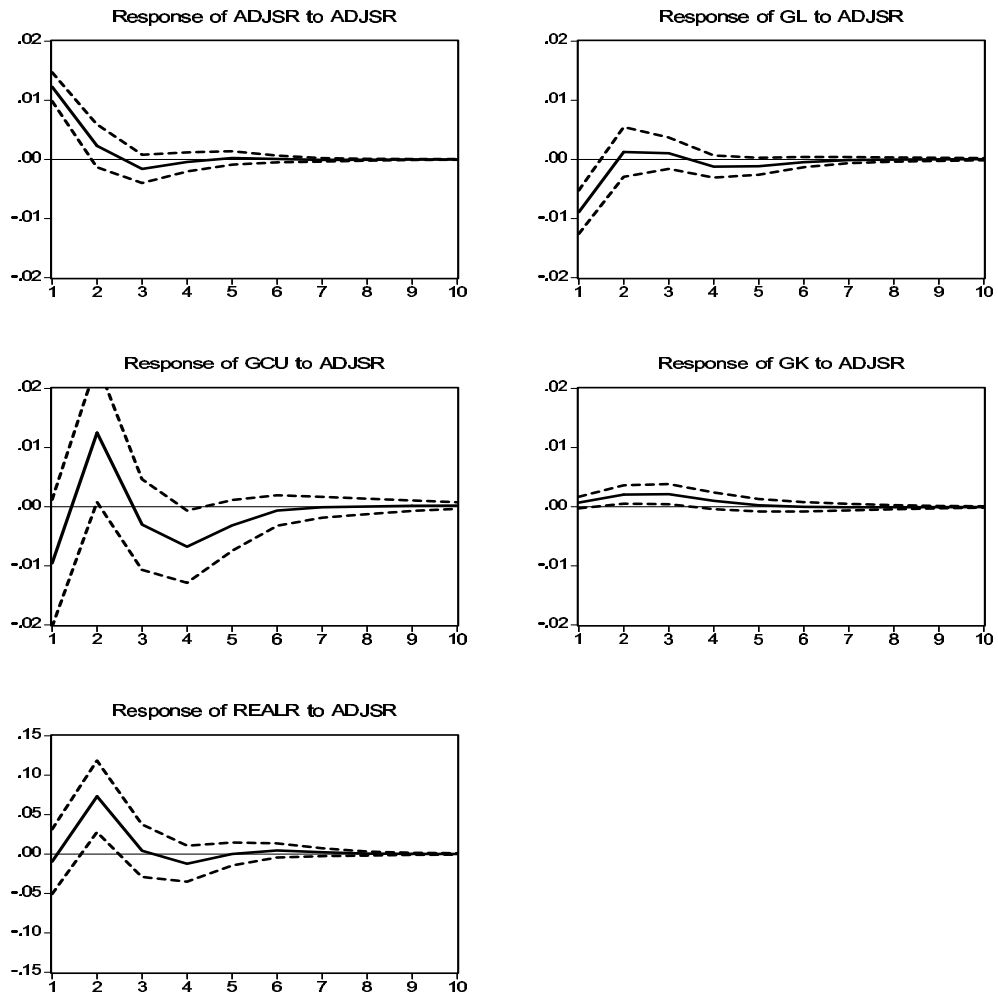 Response of ADJSR to ADJSR
.02
.01
.00
-.01
-.02
1 2 3 4 5 6 7 8 9 10
Response of GL to ADJSR
.02
.01
.00
-.01
-.02
1 2 3 4 5 6 7 8 9 10
Response of GCU to ADJSR
.02
.01
.00
-.01
-.02
1 2 3 4 5 6 7 8 9 10
Response of GK to ADJSR
.02
.01
.00
-.01
-.02
1 2 3 4 5 6 7 8 9 10
Response of REALR to ADJSR
.15
.10
.05
.00
-.05
-.10
-.15
1 2 3 4 5 6 7 8 9 10